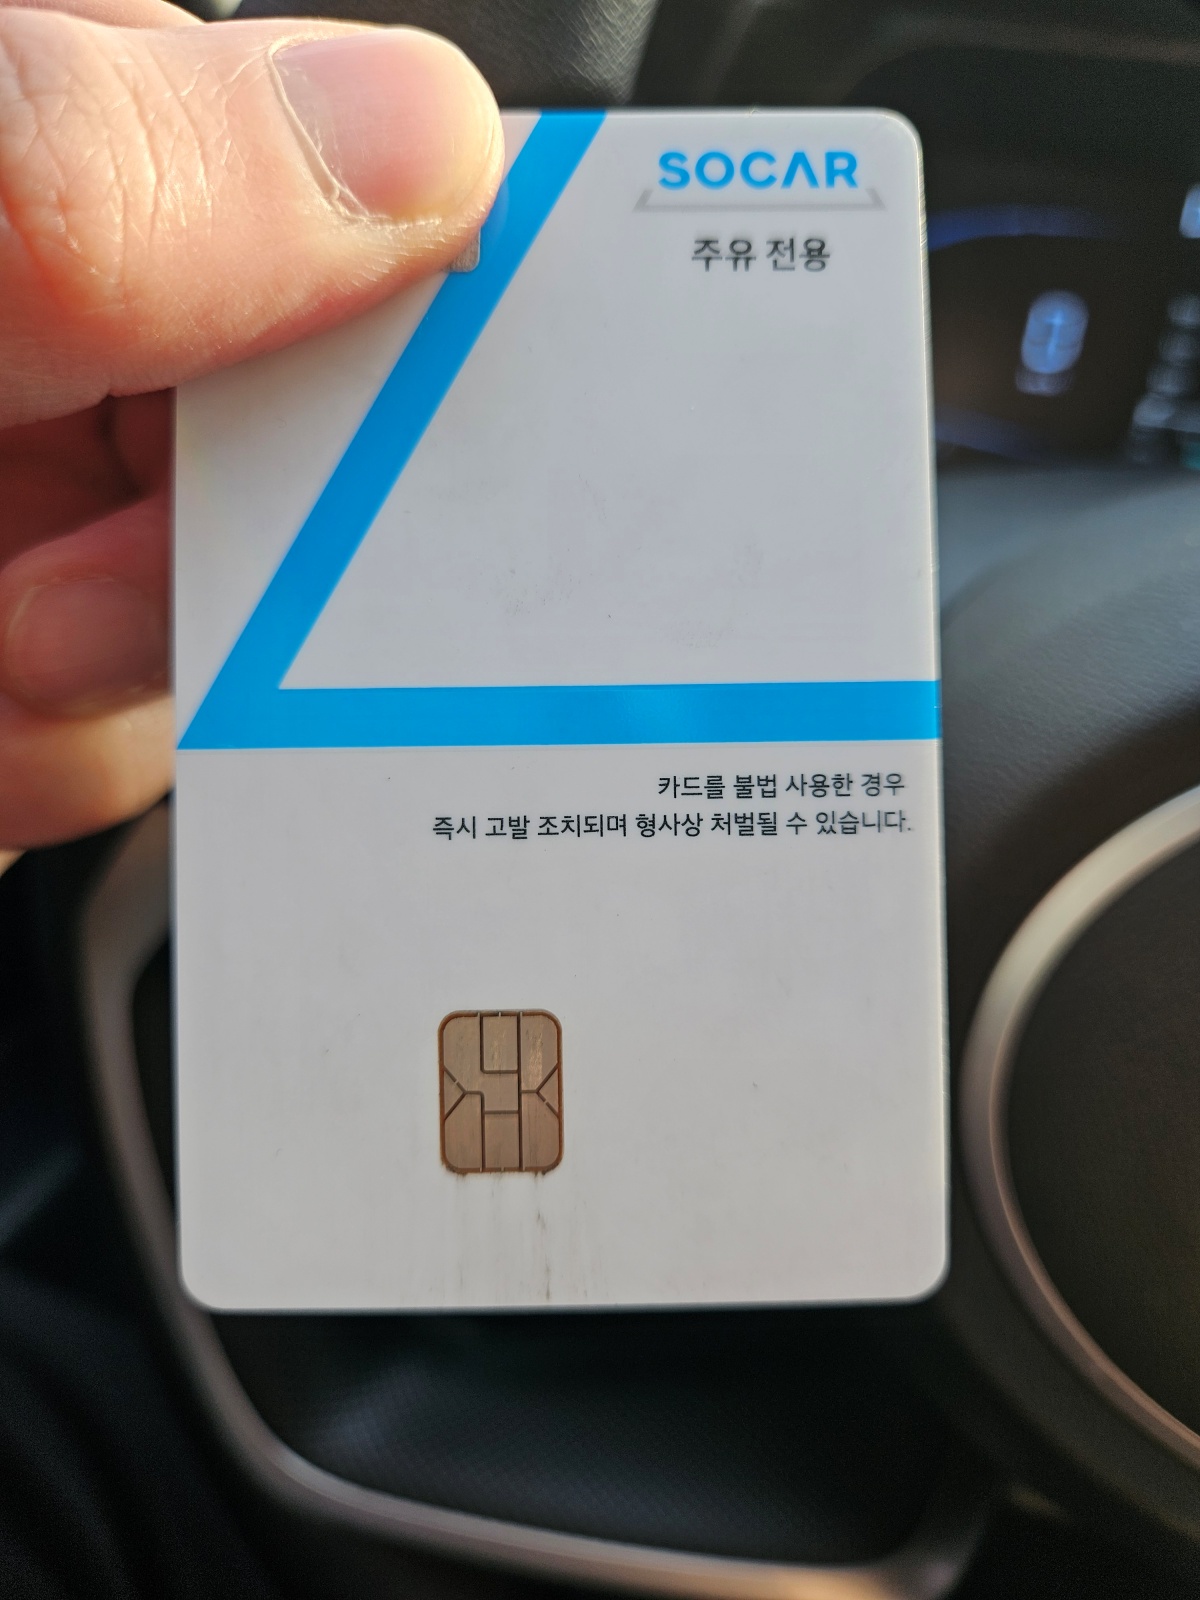 SOCAR
주유 전용
카드를 불법 사용한 경우
즉시 고발 조치되며 형사상 처벌될 수 있습니다.